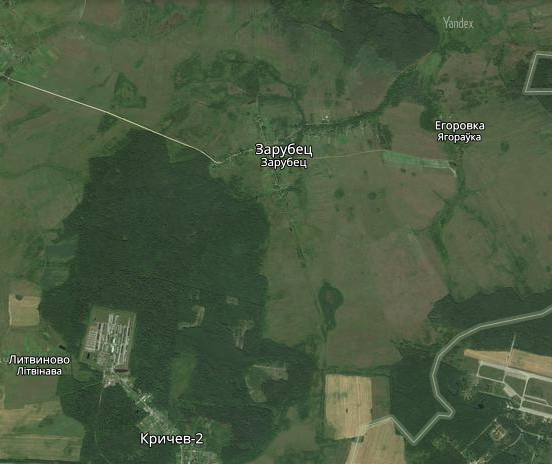 Yandex
Егоровка
Ягораўка
Зарубец
Зарубец
Литвиново
Літвінава
Кричев-2